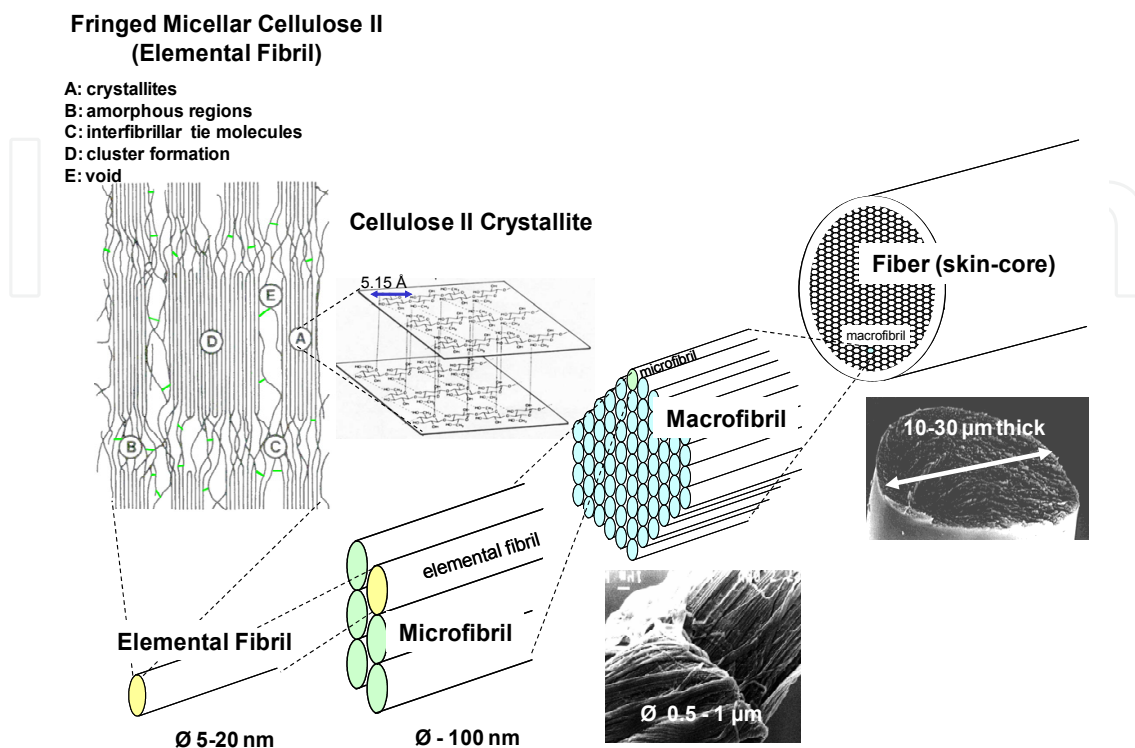 Fringed Micellar Cellulose II
(Elemental Fibril)
A: crystallites
B: amorphous regions
C: interfibrillar tie molecules
D: cluster formation
E: void
Cellulose II Crystallite
5.15 Å
E
D
A
B
C
Fiber (skin-core)
macrofibril
microfibril
Macrofibril
10-30 µm thick
elemental fibril
Elemental Fibril
Microfibril
Ø 0.5 - 1 µm
Ø 5-20 nm
Ø - 100 nm